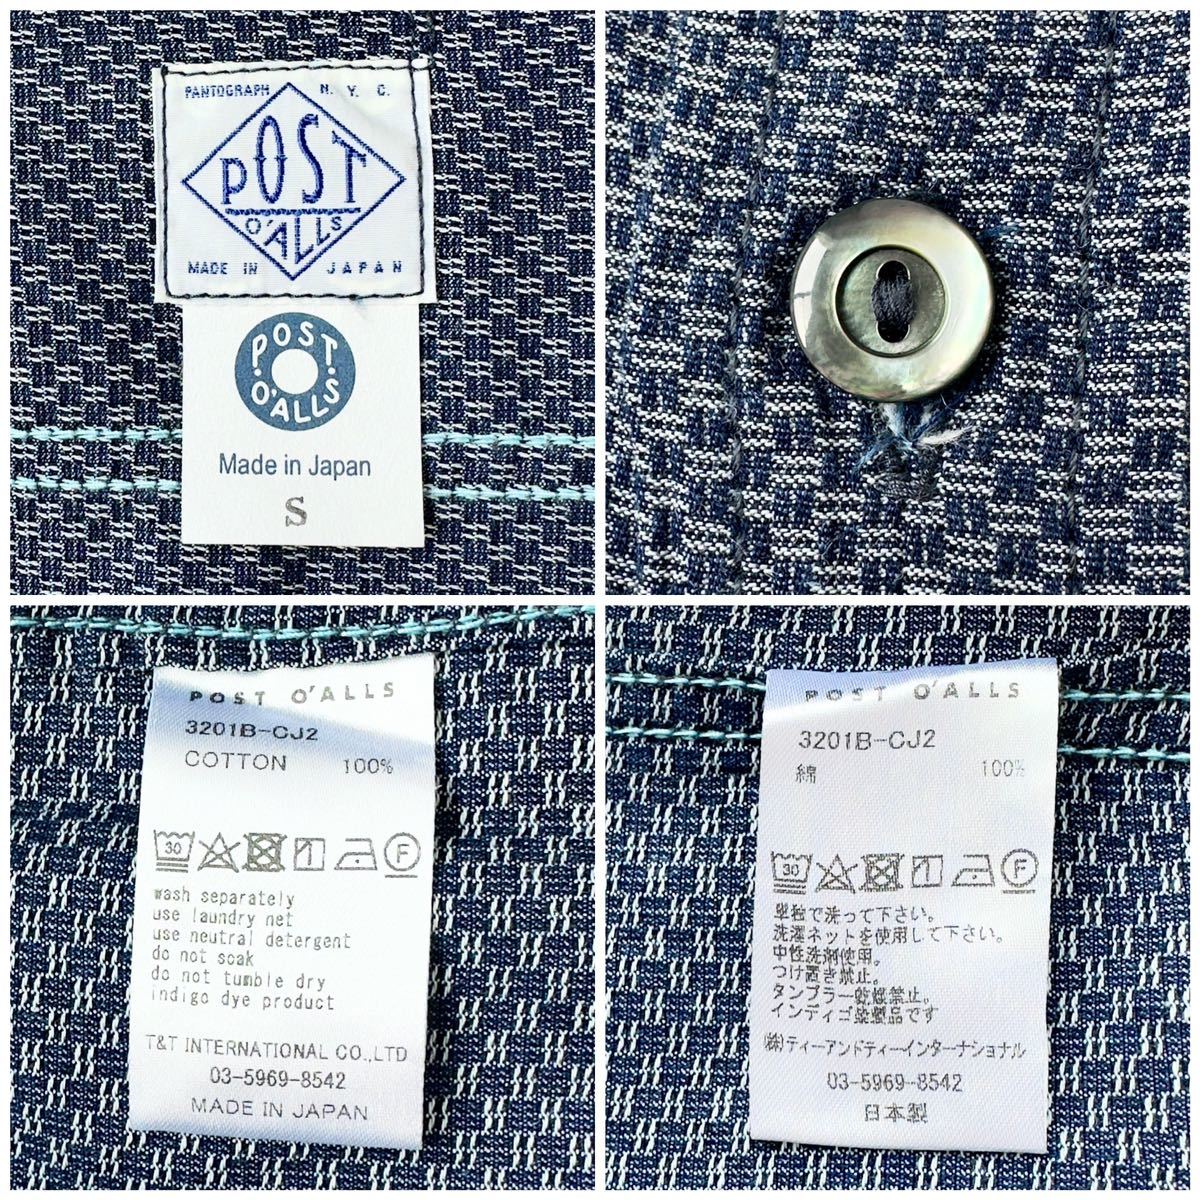 PANTOGRAPH N. Y. C.
POST
O'ALLS
MADE IN JAPAN
POST
O'ALLS
Made in Japan
S
POST O'ALLS
3201B-CJ2
COTTON 100%
30 F
wash separately
use laundry net
use neutral detergent
do not soak
do not tumble dry
indigo dye product
T&T INTERNATIONAL CO.,LTD
03-5969-8542
MADE IN JAPAN
POST O'ALLS
3201B-CJ2
綿 100%
30 F
単独で洗って下さい。
洗濯ネットを使用して下さい。
中性洗剤使用。
つけ置き禁止。
タンブラー乾燥禁止。
インディゴ染製品です
(株)ティーアンドティーインターナショナル
03-5969-8542
日本製